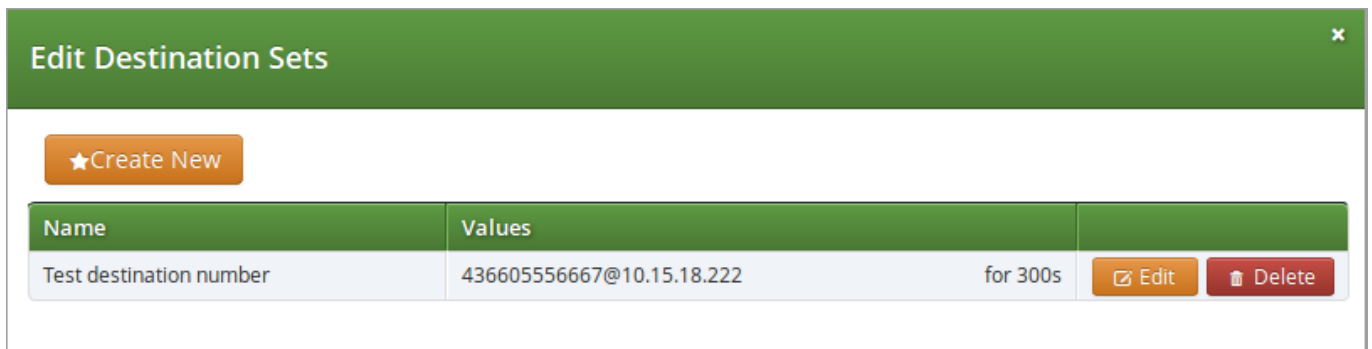 Edit Destination Sets
Create New
Name Values
Test destination number 436605556667@10.15.18.222 for 300s Edit Delete